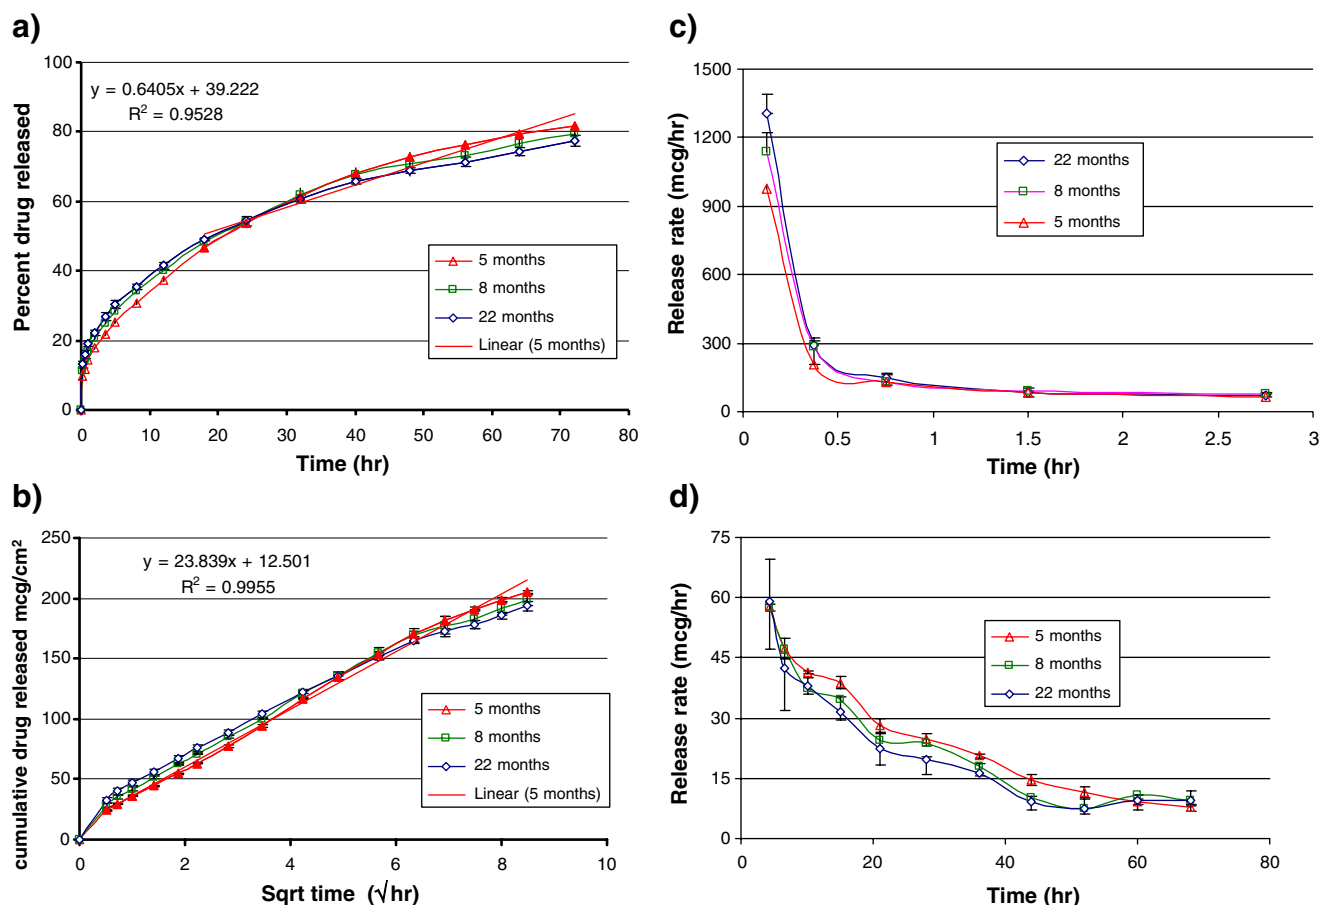 a)
100
80
60
40
20
0
Percent drug released
y = 0.6405x + 39.222
R² = 0.9528
5 months
8 months
22 months
Linear (5 months)
0 10 20 30 40 50 60 70 80
Time (hr)
c)
1500
1200
900
600
300
0
Release rate (mcg/hr)
22 months
8 months
5 months
0 0.5 1 1.5 2 2.5 3
Time (hr)
b)
250
200
150
100
50
0
cumulative drug released mcg/cm²
y = 23.839x + 12.501
R² = 0.9955
5 months
8 months
22 months
Linear (5 months)
0 2 4 6 8 10
Sqrt time (√hr)
d)
75
60
45
30
15
0
Release rate (mcg/hr)
5 months
8 months
22 months
0 20 40 60 80
Time (hr)